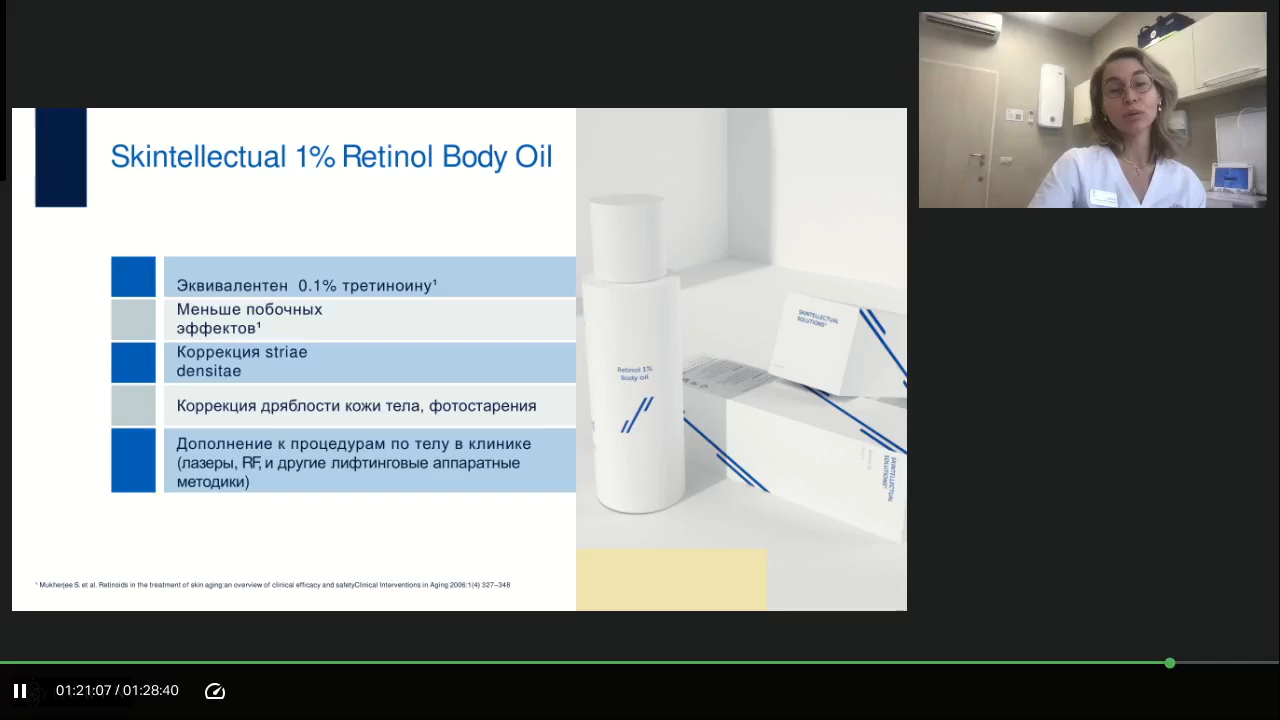 Skintellectual 1% Retinol Body Oil
Эквивалентен 0.1% третиноину¹
Меньше побочных
эффектов¹
Коррекция striae
densitae
Коррекция дряблости кожи тела, фотостарения
Дополнение к процедурам по телу в клинике
(лазеры, RF, и другие лифтинговые аппаратные
методики)
¹ Mukherjee S. et al. Retinoids in the treatment of skin aging:an overview of clinical efficacy and safetyClinical Interventions in Aging 2006:1(4) 327–348
Retinol 1%
Body oil
SKINTELLECTUAL
SOLUTIONS
SKINTELLECTUAL
SOLUTIONS
01:21:07 / 01:28:40